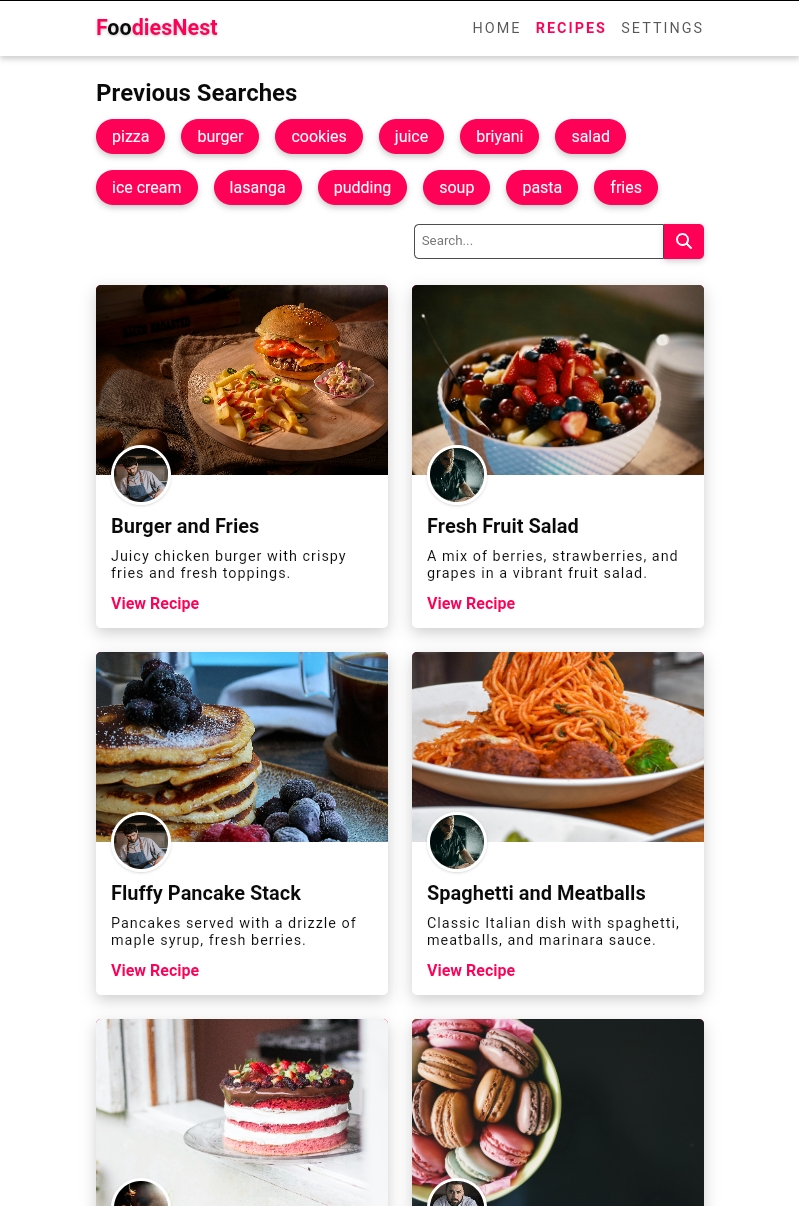 FoodiesNest
HOME RECIPES SETTINGS
Previous Searches
pizza burger cookies juice briyani salad
ice cream lasanga pudding soup pasta fries
Search...
Burger and Fries
Juicy chicken burger with crispy
fries and fresh toppings.
View Recipe
Fresh Fruit Salad
A mix of berries, strawberries, and
grapes in a vibrant fruit salad.
View Recipe
Fluffy Pancake Stack
Pancakes served with a drizzle of
maple syrup, fresh berries.
View Recipe
Spaghetti and Meatballs
Classic Italian dish with spaghetti,
meatballs, and marinara sauce.
View Recipe